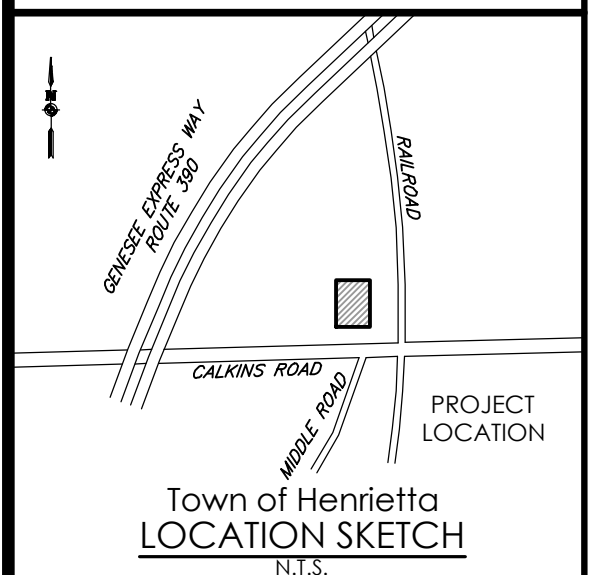 N
GENESEE EXPRESS WAY
ROUTE 390
RAILROAD
CALKINS ROAD
MIDDLE ROAD
PROJECT
LOCATION
Town of Henrietta
LOCATION SKETCH
N.T.S.